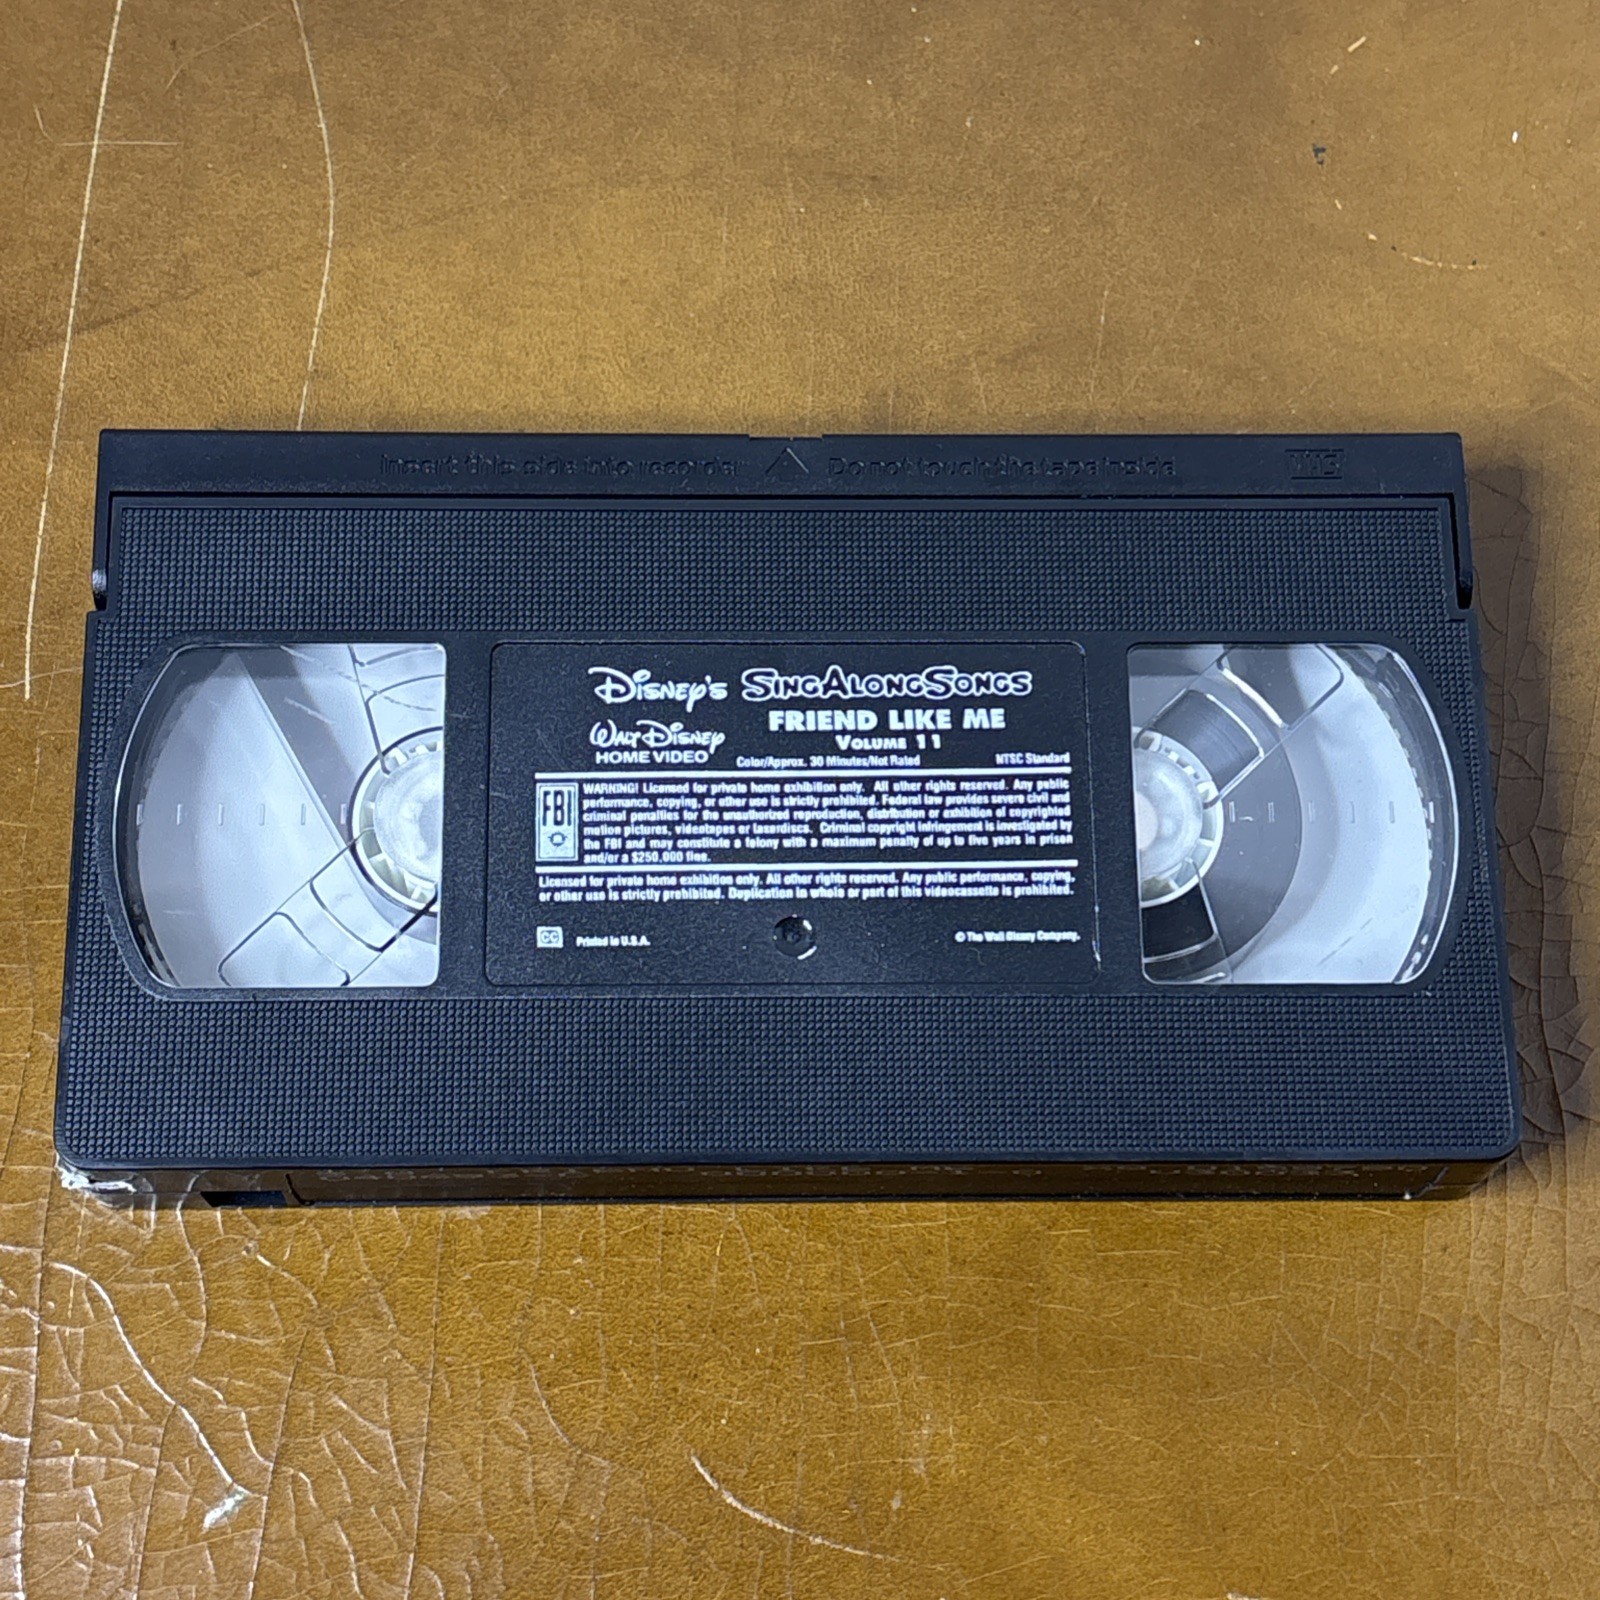 Insert this side into recorder △ Do not touch the tape inside VHS
DISNEY'S SING ALONG SONGS
FRIEND LIKE ME
WALT DISNEY
HOME VIDEO
VOLUME 11
Color/Approx. 30 Minutes/Not Rated NTSC Standard
FBI
WARNING! Licensed for private home exhibition only. All other rights reserved. Any public
performance, copying, or other use is strictly prohibited. Federal law provides severe civil and
criminal penalties for the unauthorized reproduction, distribution or exhibition of copyrighted
motion pictures, videotapes or laserdiscs. Criminal copyright infringement is investigated by
the FBI and may constitute a felony with a maximum penalty of up to five years in prison
and/or a $250,000 fine.
Licensed for private home exhibition only. All other rights reserved. Any public performance, copying,
or other use is strictly prohibited. Duplication in whole or part of this videocassette is prohibited.
CC Printed in U.S.A. © The Walt Disney Company.